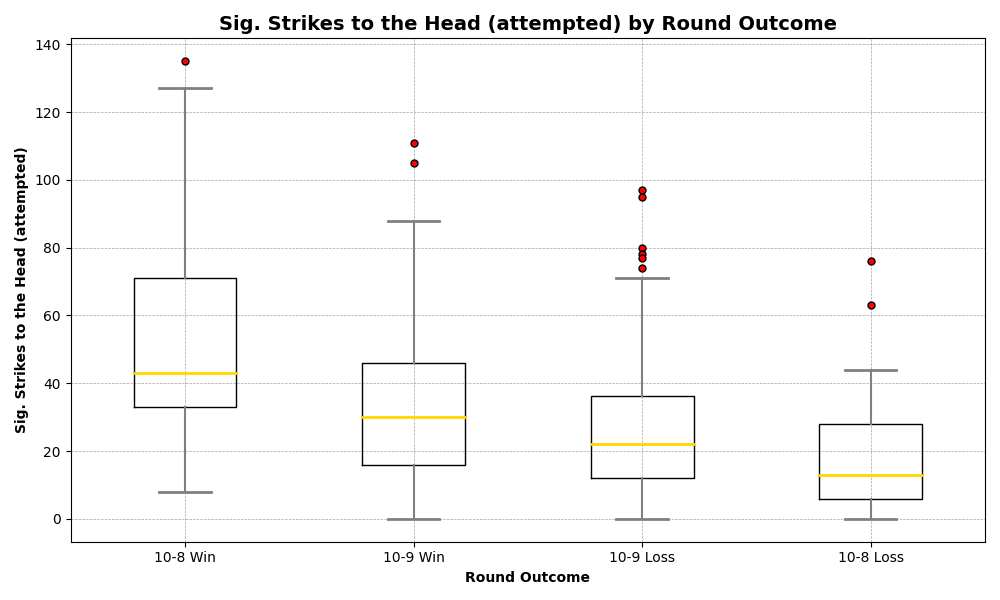 Sig. Strikes to the Head (attempted) by Round Outcome
Sig. Strikes to the Head (attempted)
140
120
100
80
60
40
20
0
10-8 Win
10-9 Win
10-9 Loss
10-8 Loss
Round Outcome